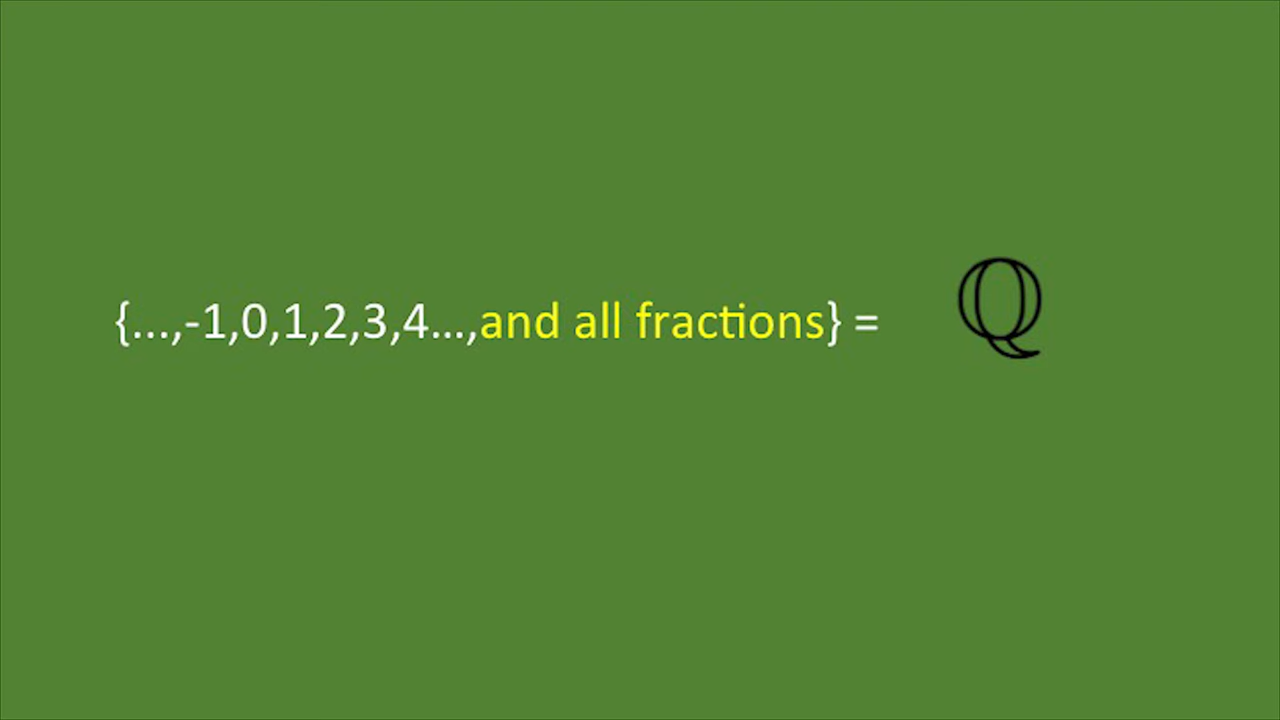 {...,-1,0,1,2,3,4...,and all fractions} = ℚ